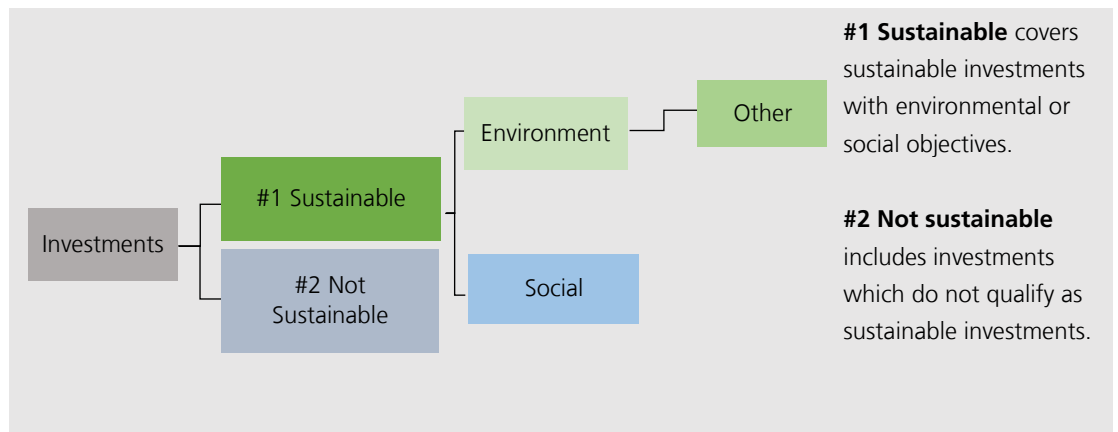 Investments
#1 Sustainable
#2 Not
Sustainable
Environment
Social
Other
#1 Sustainable covers
sustainable investments
with environmental or
social objectives.
#2 Not sustainable
includes investments
which do not qualify as
sustainable investments.